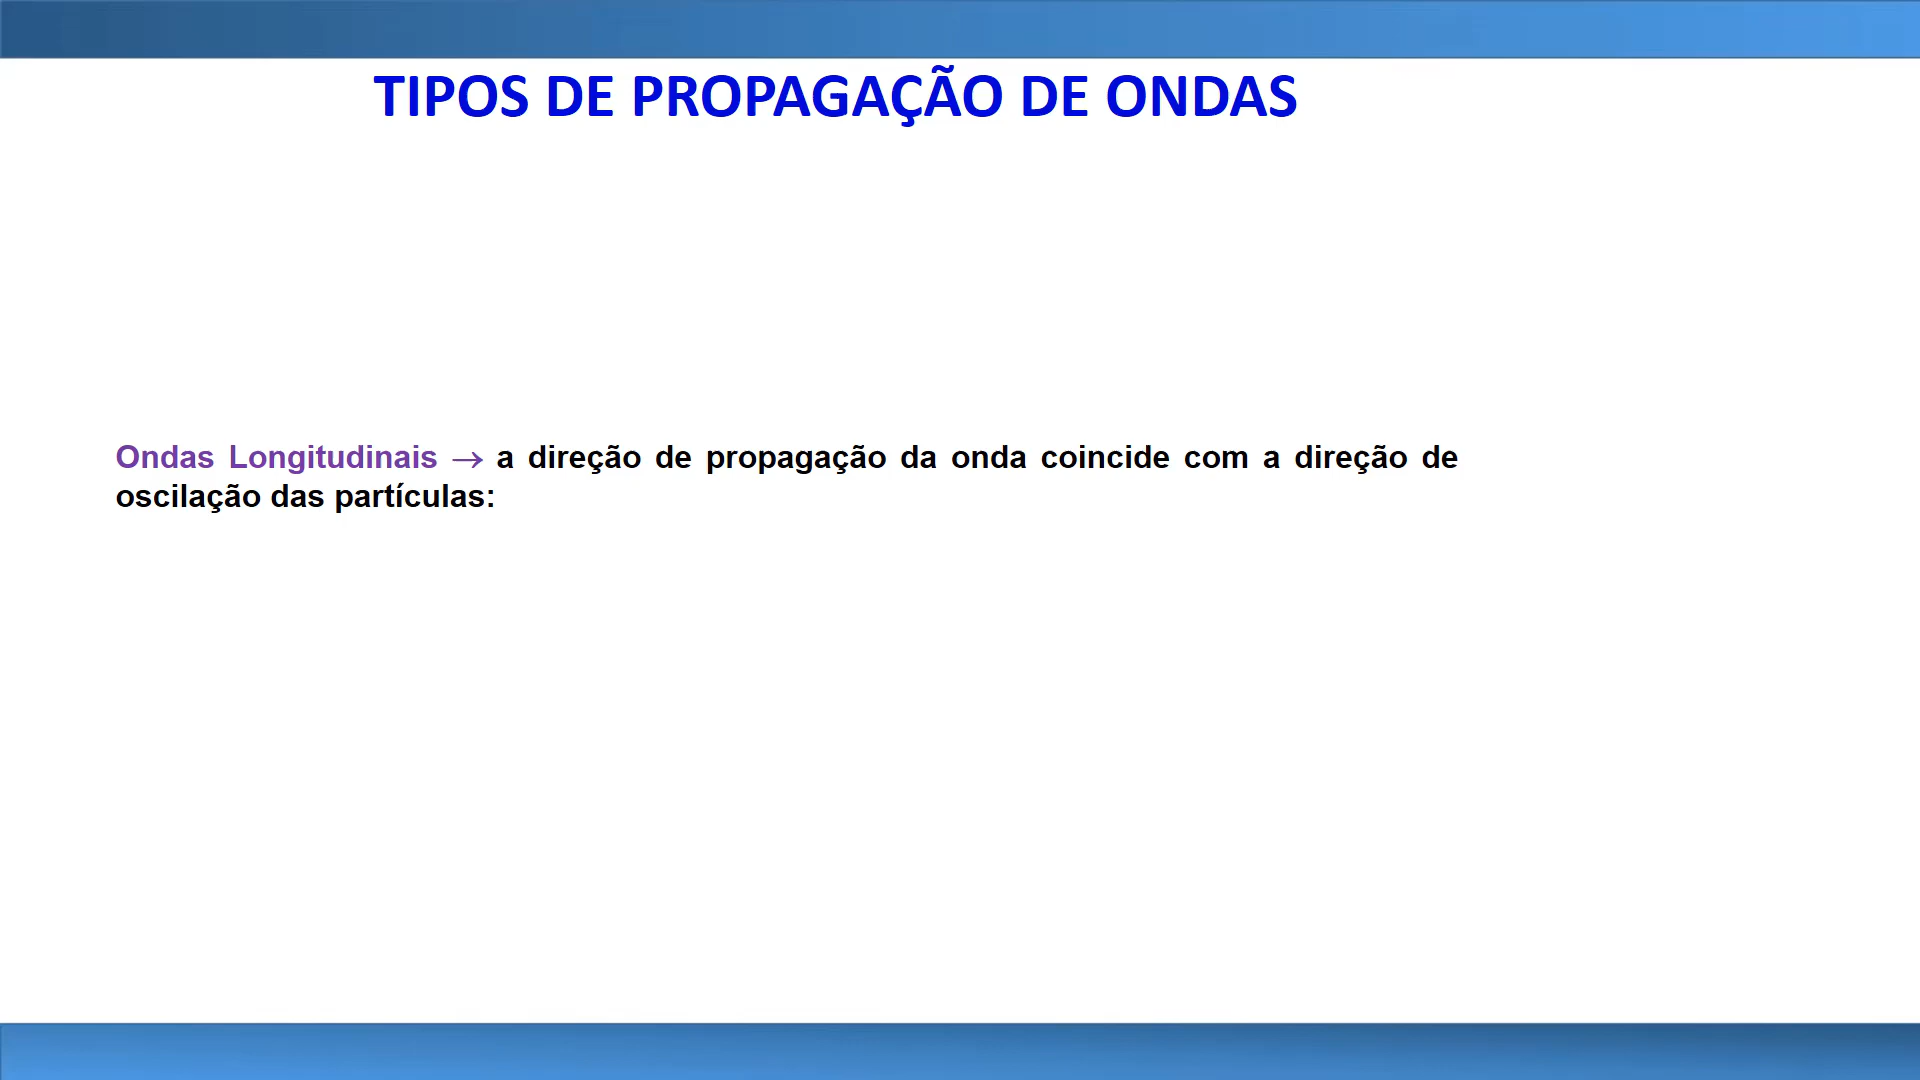 TIPOS DE PROPAGAÇÃO DE ONDAS
Ondas Longitudinais → a direção de propagação da onda coincide com a direção de
oscilação das partículas: